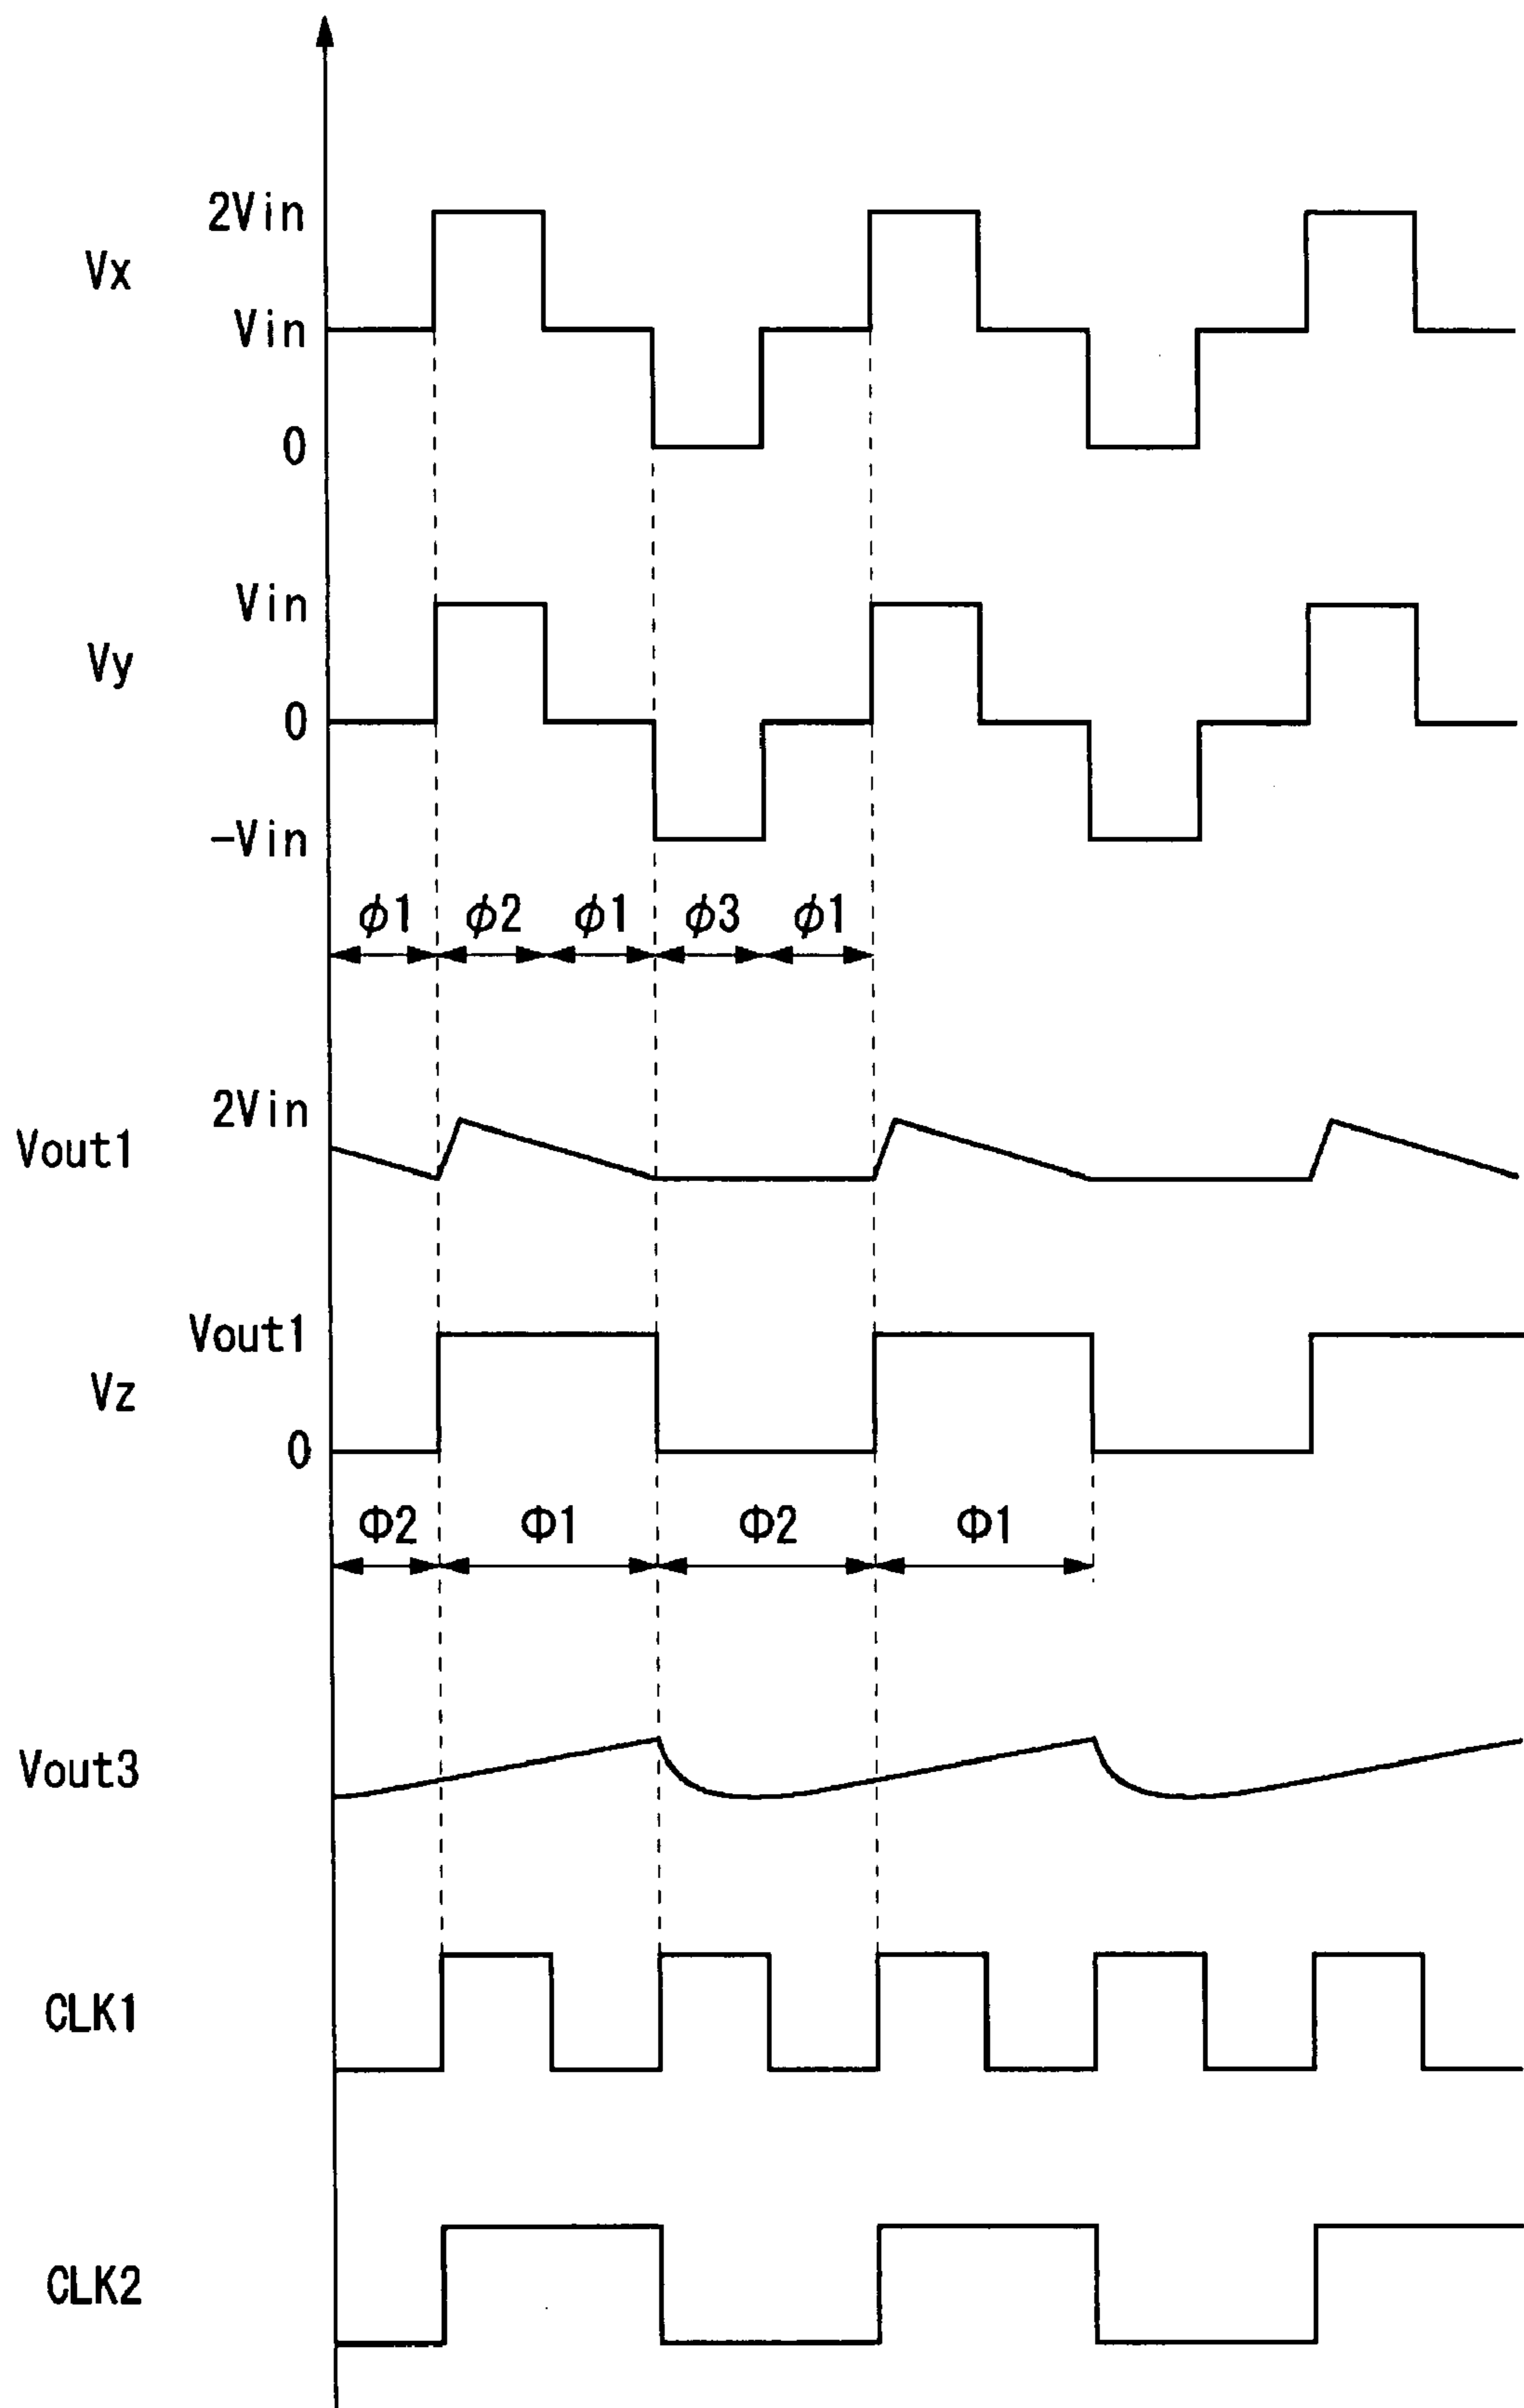 2Vin
Vx
Vin
0
Vin
Vy
0
-Vin
ϕ1 ϕ2 ϕ1 ϕ3 ϕ1
2Vin
Vout1
Vout1
Vz
0
Φ2 Φ1 Φ2 Φ1
Vout3
CLK1
CLK2